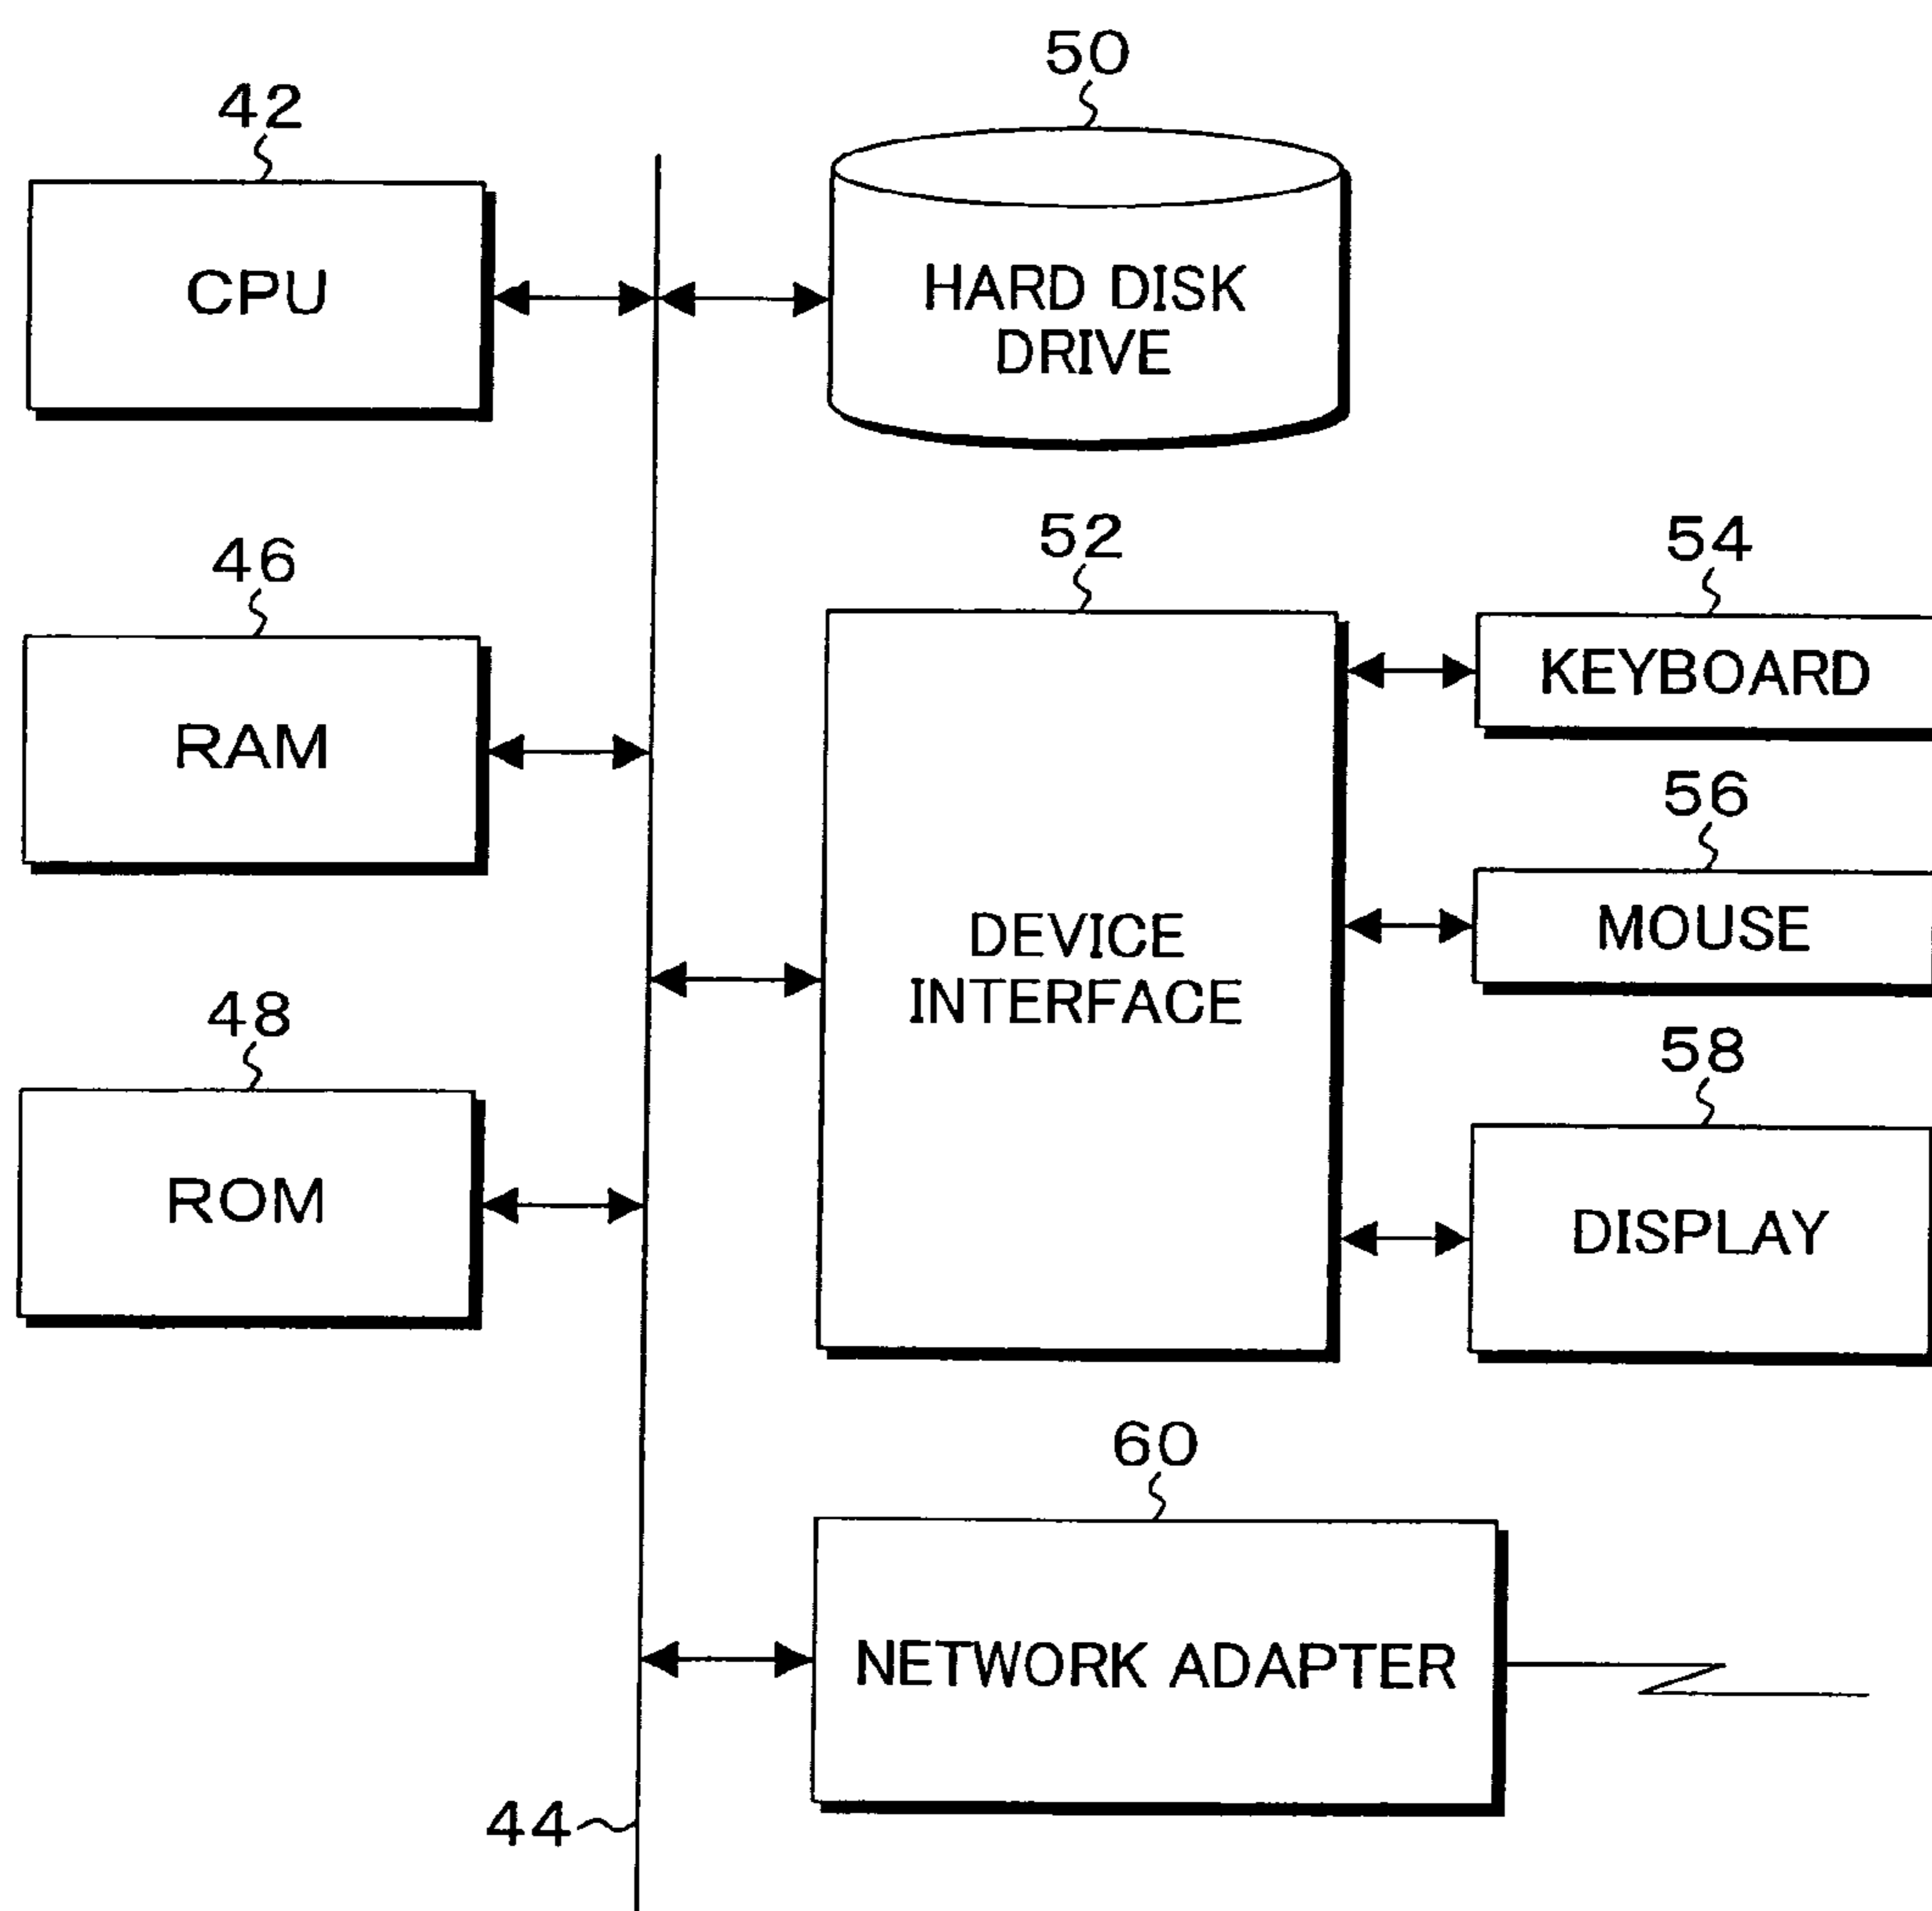 50
42
CPU
HARD DISK
DRIVE
52
54
46
KEYBOARD
RAM
56
DEVICE
INTERFACE
MOUSE
48
58
ROM
DISPLAY
60
NETWORK ADAPTER
44